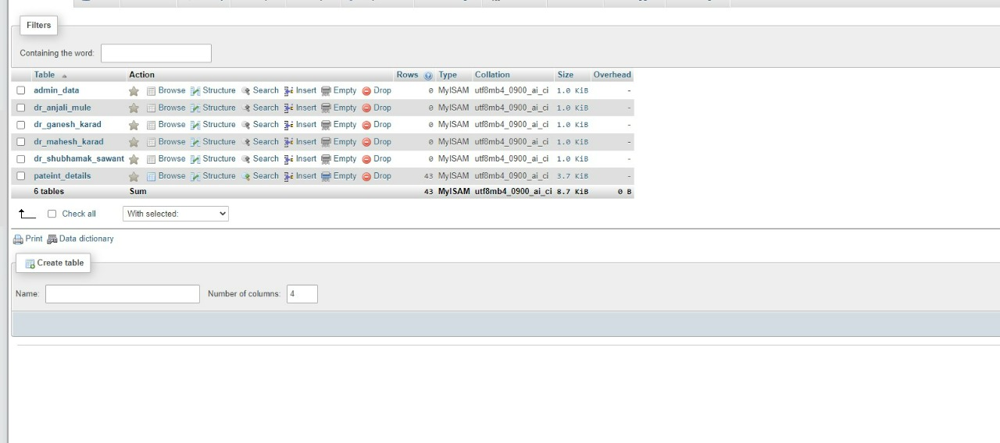 Filters
Containing the word:
Table Action Rows Type Collation Size Overhead
admin_data Browse Structure Search Insert Empty Drop 0 MyISAM utf8mb4_0900_ai_ci 1.0 KiB -
dr_anjali_mule Browse Structure Search Insert Empty Drop 0 MyISAM utf8mb4_0900_ai_ci 1.0 KiB -
dr_ganesh_karad Browse Structure Search Insert Empty Drop 0 MyISAM utf8mb4_0900_ai_ci 1.0 KiB -
dr_mahesh_karad Browse Structure Search Insert Empty Drop 0 MyISAM utf8mb4_0900_ai_ci 1.0 KiB -
dr_shubhamak_sawant Browse Structure Search Insert Empty Drop 0 MyISAM utf8mb4_0900_ai_ci 1.0 KiB -
pateint_details Browse Structure Search Insert Empty Drop 43 MyISAM utf8mb4_0900_ai_ci 3.7 KiB -
6 tables Sum 43 MyISAM utf8mb4_0900_ai_ci 8.7 KiB 0 B
Check all With selected:
Print Data dictionary
Create table
Name: Number of columns: 4